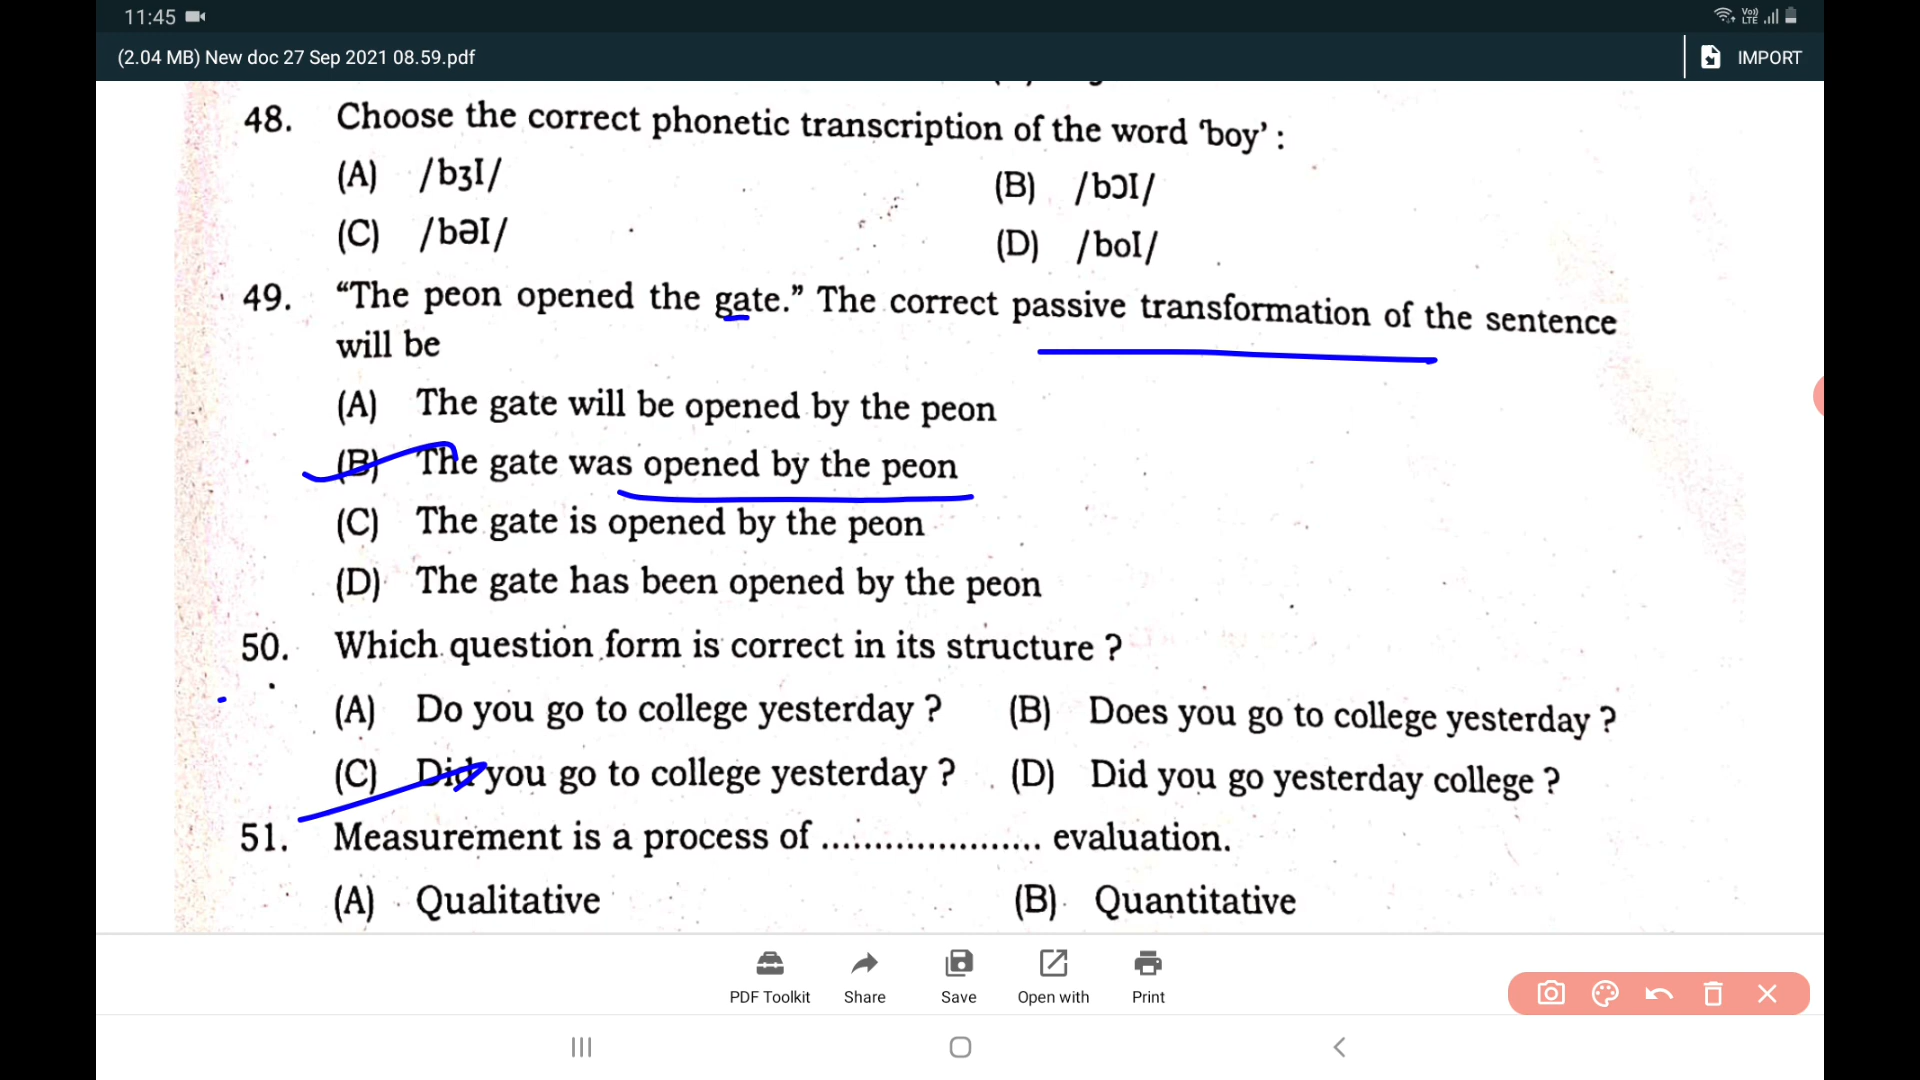 11:45
(2.04 MB) New doc 27 Sep 2021 08.59.pdf
IMPORT
48. Choose the correct phonetic transcription of the word ‘boy’ :
(A) /bʒI/ (B) /bɔI/
(C) /bəI/ (D) /boI/
49. “The peon opened the gate.” The correct passive transformation of the sentence
will be
(A) The gate will be opened by the peon
(B) The gate was opened by the peon
(C) The gate is opened by the peon
(D) The gate has been opened by the peon
50. Which question form is correct in its structure ?
(A) Do you go to college yesterday ? (B) Does you go to college yesterday ?
(C) Did you go to college yesterday ? (D) Did you go yesterday college ?
51. Measurement is a process of ..................... evaluation.
(A) Qualitative (B) Quantitative
PDF Toolkit Share Save Open with Print